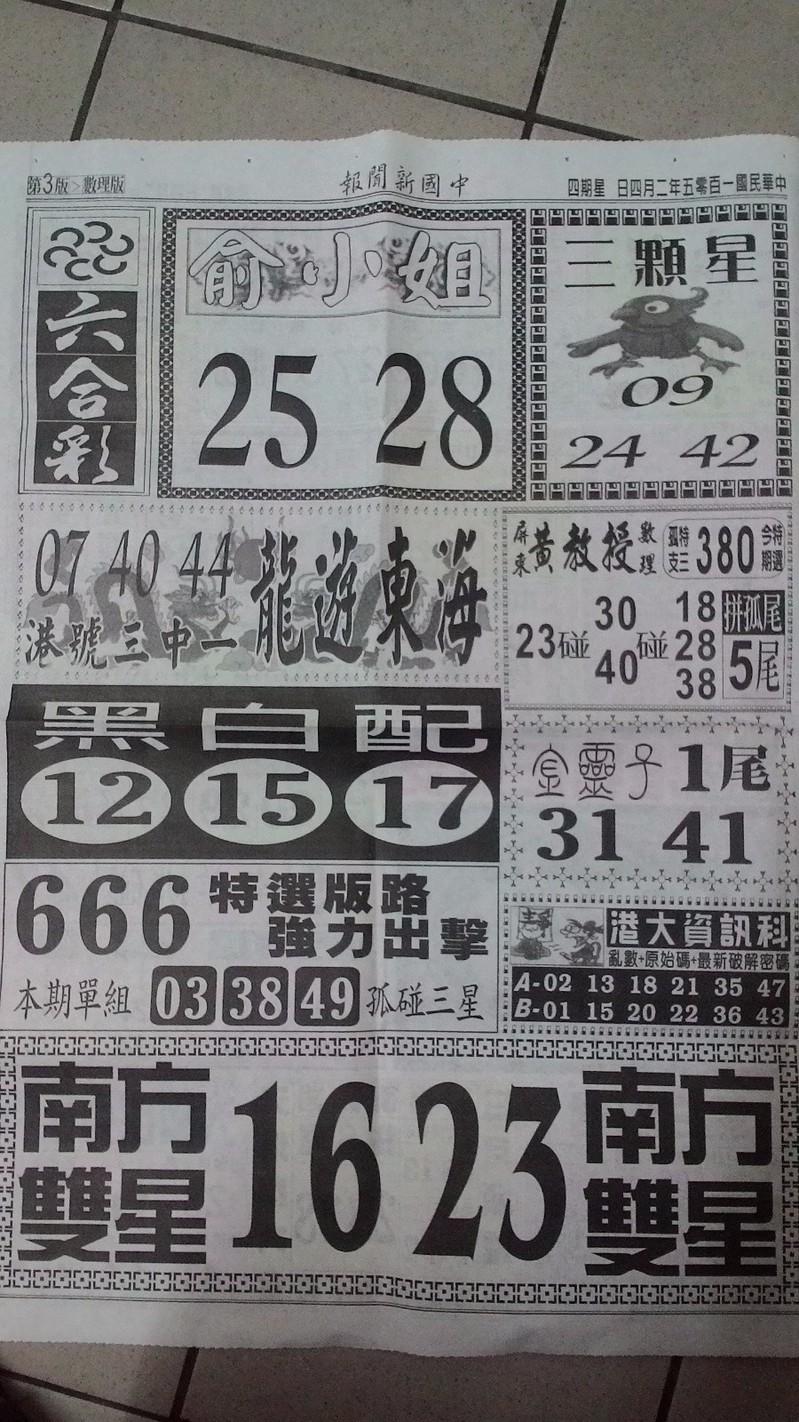 第3版>數理版
報聞新國中
四期星 日四月二年五零百一國民華中
六合彩
俞小姐
25 28
三顆星
09
24 42
07 40 44
港號三中一
龍遊東海
屏東 黃教授 數理
孤支 特三 380 今期 特選
23碰 30 40 碰 18 28 38
拼孤尾
5尾
黑白配
12 15 17
金靈子 1尾
31 41
666 特選版路
強力出擊
本期單組 03 38 49 孤碰三星
港大資訊科
亂數+原始碼+最新破解密碼
A-02 13 18 21 35 47
B-01 15 20 22 36 43
南方雙星 16 23 南方雙星